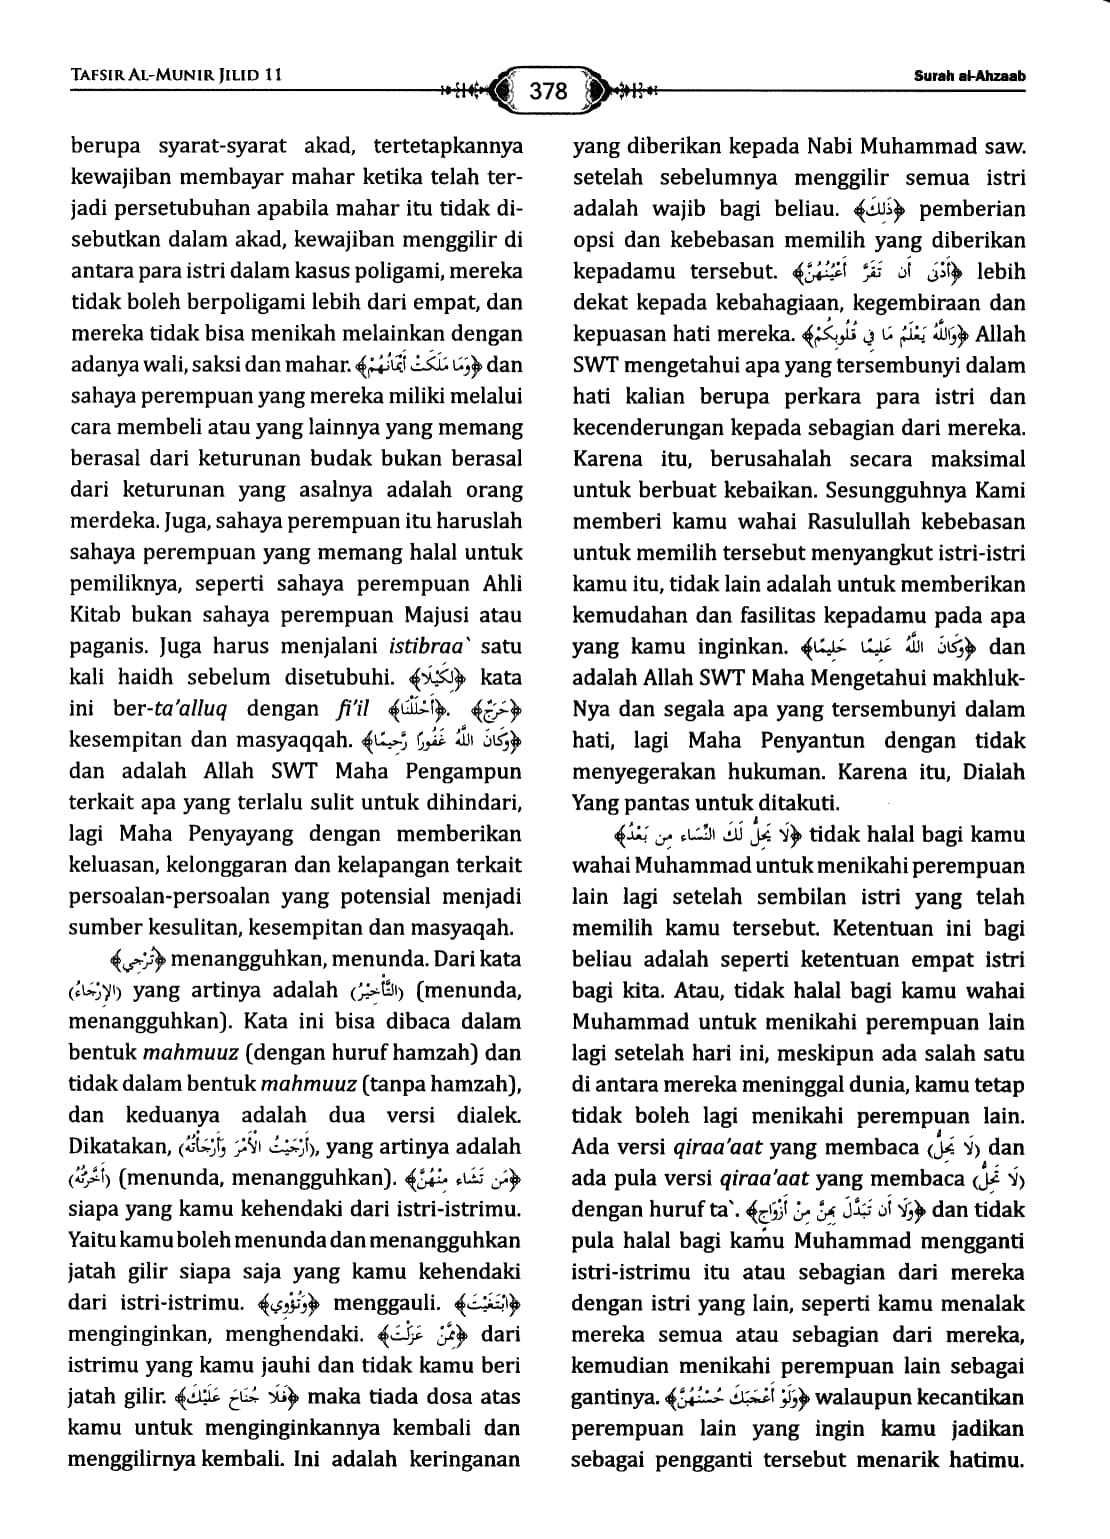 TAFSIR AL-MUNIR JILID 11
378
Surah al-Ahzaab
berupa syarat-syarat akad, tertetapkannya
kewajiban membayar mahar ketika telah ter-
jadi persetubuhan apabila mahar itu tidak di-
sebutkan dalam akad, kewajiban menggilir di
antara para istri dalam kasus poligami, mereka
tidak boleh berpoligami lebih dari empat, dan
mereka tidak bisa menikah melainkan dengan
adanya wali, saksi dan mahar. ﴿وَمَا مَلَكَتْ أَيْمَانُهُمْ﴾ dan
sahaya perempuan yang mereka miliki melalui
cara membeli atau yang lainnya yang memang
berasal dari keturunan budak bukan berasal
dari keturunan yang asalnya adalah orang
merdeka. Juga, sahaya perempuan itu haruslah
sahaya perempuan yang memang halal untuk
pemiliknya, seperti sahaya perempuan Ahli
Kitab bukan sahaya perempuan Majusi atau
paganis. Juga harus menjalani istibraa` satu
kali haidh sebelum disetubuhi. ﴿لِكَيْلَا﴾ kata
ini ber-ta'alluq dengan fi'il ﴿أَحْلَلْنَا﴾. ﴿حَرَجٌ﴾
kesempitan dan masyaqqah. ﴿وَكَانَ اللَّهُ غَفُورًا رَّحِيمًا﴾
dan adalah Allah SWT Maha Pengampun
terkait apa yang terlalu sulit untuk dihindari,
lagi Maha Penyayang dengan memberikan
keluasan, kelonggaran dan kelapangan terkait
persoalan-persoalan yang potensial menjadi
sumber kesulitan, kesempitan dan masyaqah.
﴿تُرْجِي﴾ menangguhkan, menunda. Dari kata
(الإِرْجَاءُ) yang artinya adalah (التَّأْخِيْرُ) (menunda,
menangguhkan). Kata ini bisa dibaca dalam
bentuk mahmuuz (dengan huruf hamzah) dan
tidak dalam bentuk mahmuuz (tanpa hamzah),
dan keduanya adalah dua versi dialek.
Dikatakan, (أَرْجَيْتُ الأَمْرَ وَأَرْجَأْتُهُ), yang artinya adalah
(أَخَّرْتُهُ) (menunda, menangguhkan). ﴿مَن تَشَاء مِنْهُنَّ﴾
siapa yang kamu kehendaki dari istri-istrimu.
Yaitu kamu boleh menunda dan menangguhkan
jatah gilir siapa saja yang kamu kehendaki
dari istri-istrimu. ﴿وَتُؤْوِي﴾ menggauli. ﴿ابْتَغَيْتَ﴾
menginginkan, menghendaki. ﴿مِمَّنْ عَزَلْتَ﴾ dari
istrimu yang kamu jauhi dan tidak kamu beri
jatah gilir. ﴿فَلَا جُنَاحَ عَلَيْكَ﴾ maka tiada dosa atas
kamu untuk menginginkannya kembali dan
menggilirnya kembali. Ini adalah keringanan
yang diberikan kepada Nabi Muhammad saw.
setelah sebelumnya menggilir semua istri
adalah wajib bagi beliau. ﴿ذَلِكَ﴾ pemberian
opsi dan kebebasan memilih yang diberikan
kepadamu tersebut. ﴿أَدْنَى أَن تَقَرَّ أَعْيُنُهُنَّ﴾ lebih
dekat kepada kebahagiaan, kegembiraan dan
kepuasan hati mereka. ﴿وَاللَّهُ يَعْلَمُ مَا فِي قُلُوبِكُمْ﴾ Allah
SWT mengetahui apa yang tersembunyi dalam
hati kalian berupa perkara para istri dan
kecenderungan kepada sebagian dari mereka.
Karena itu, berusahalah secara maksimal
untuk berbuat kebaikan. Sesungguhnya Kami
memberi kamu wahai Rasulullah kebebasan
untuk memilih tersebut menyangkut istri-istri
kamu itu, tidak lain adalah untuk memberikan
kemudahan dan fasilitas kepadamu pada apa
yang kamu inginkan. ﴿وَكَانَ اللَّهُ عَلِيمًا حَلِيمًا﴾ dan
adalah Allah SWT Maha Mengetahui makhluk-
Nya dan segala apa yang tersembunyi dalam
hati, lagi Maha Penyantun dengan tidak
menyegerakan hukuman. Karena itu, Dialah
Yang pantas untuk ditakuti.
﴿لَا يَحِلُّ لَكَ النِّسَاء مِن بَعْدُ﴾ tidak halal bagi kamu
wahai Muhammad untuk menikahi perempuan
lain lagi setelah sembilan istri yang telah
memilih kamu tersebut. Ketentuan ini bagi
beliau adalah seperti ketentuan empat istri
bagi kita. Atau, tidak halal bagi kamu wahai
Muhammad untuk menikahi perempuan lain
lagi setelah hari ini, meskipun ada salah satu
di antara mereka meninggal dunia, kamu tetap
tidak boleh lagi menikahi perempuan lain.
Ada versi qiraa'aat yang membaca (لَا يَحِلُّ) dan
ada pula versi qiraa'aat yang membaca (لَا تَحِلُّ)
dengan huruf ta`. ﴿وَلَا أَن تَبَدَّلَ بِهِنَّ مِنْ أَزْوَاجٍ﴾ dan tidak
pula halal bagi kamu Muhammad mengganti
istri-istrimu itu atau sebagian dari mereka
dengan istri yang lain, seperti kamu menalak
mereka semua atau sebagian dari mereka,
kemudian menikahi perempuan lain sebagai
gantinya. ﴿وَلَوْ أَعْجَبَكَ حُسْنُهُنَّ﴾ walaupun kecantikan
perempuan lain yang ingin kamu jadikan
sebagai pengganti tersebut menarik hatimu.